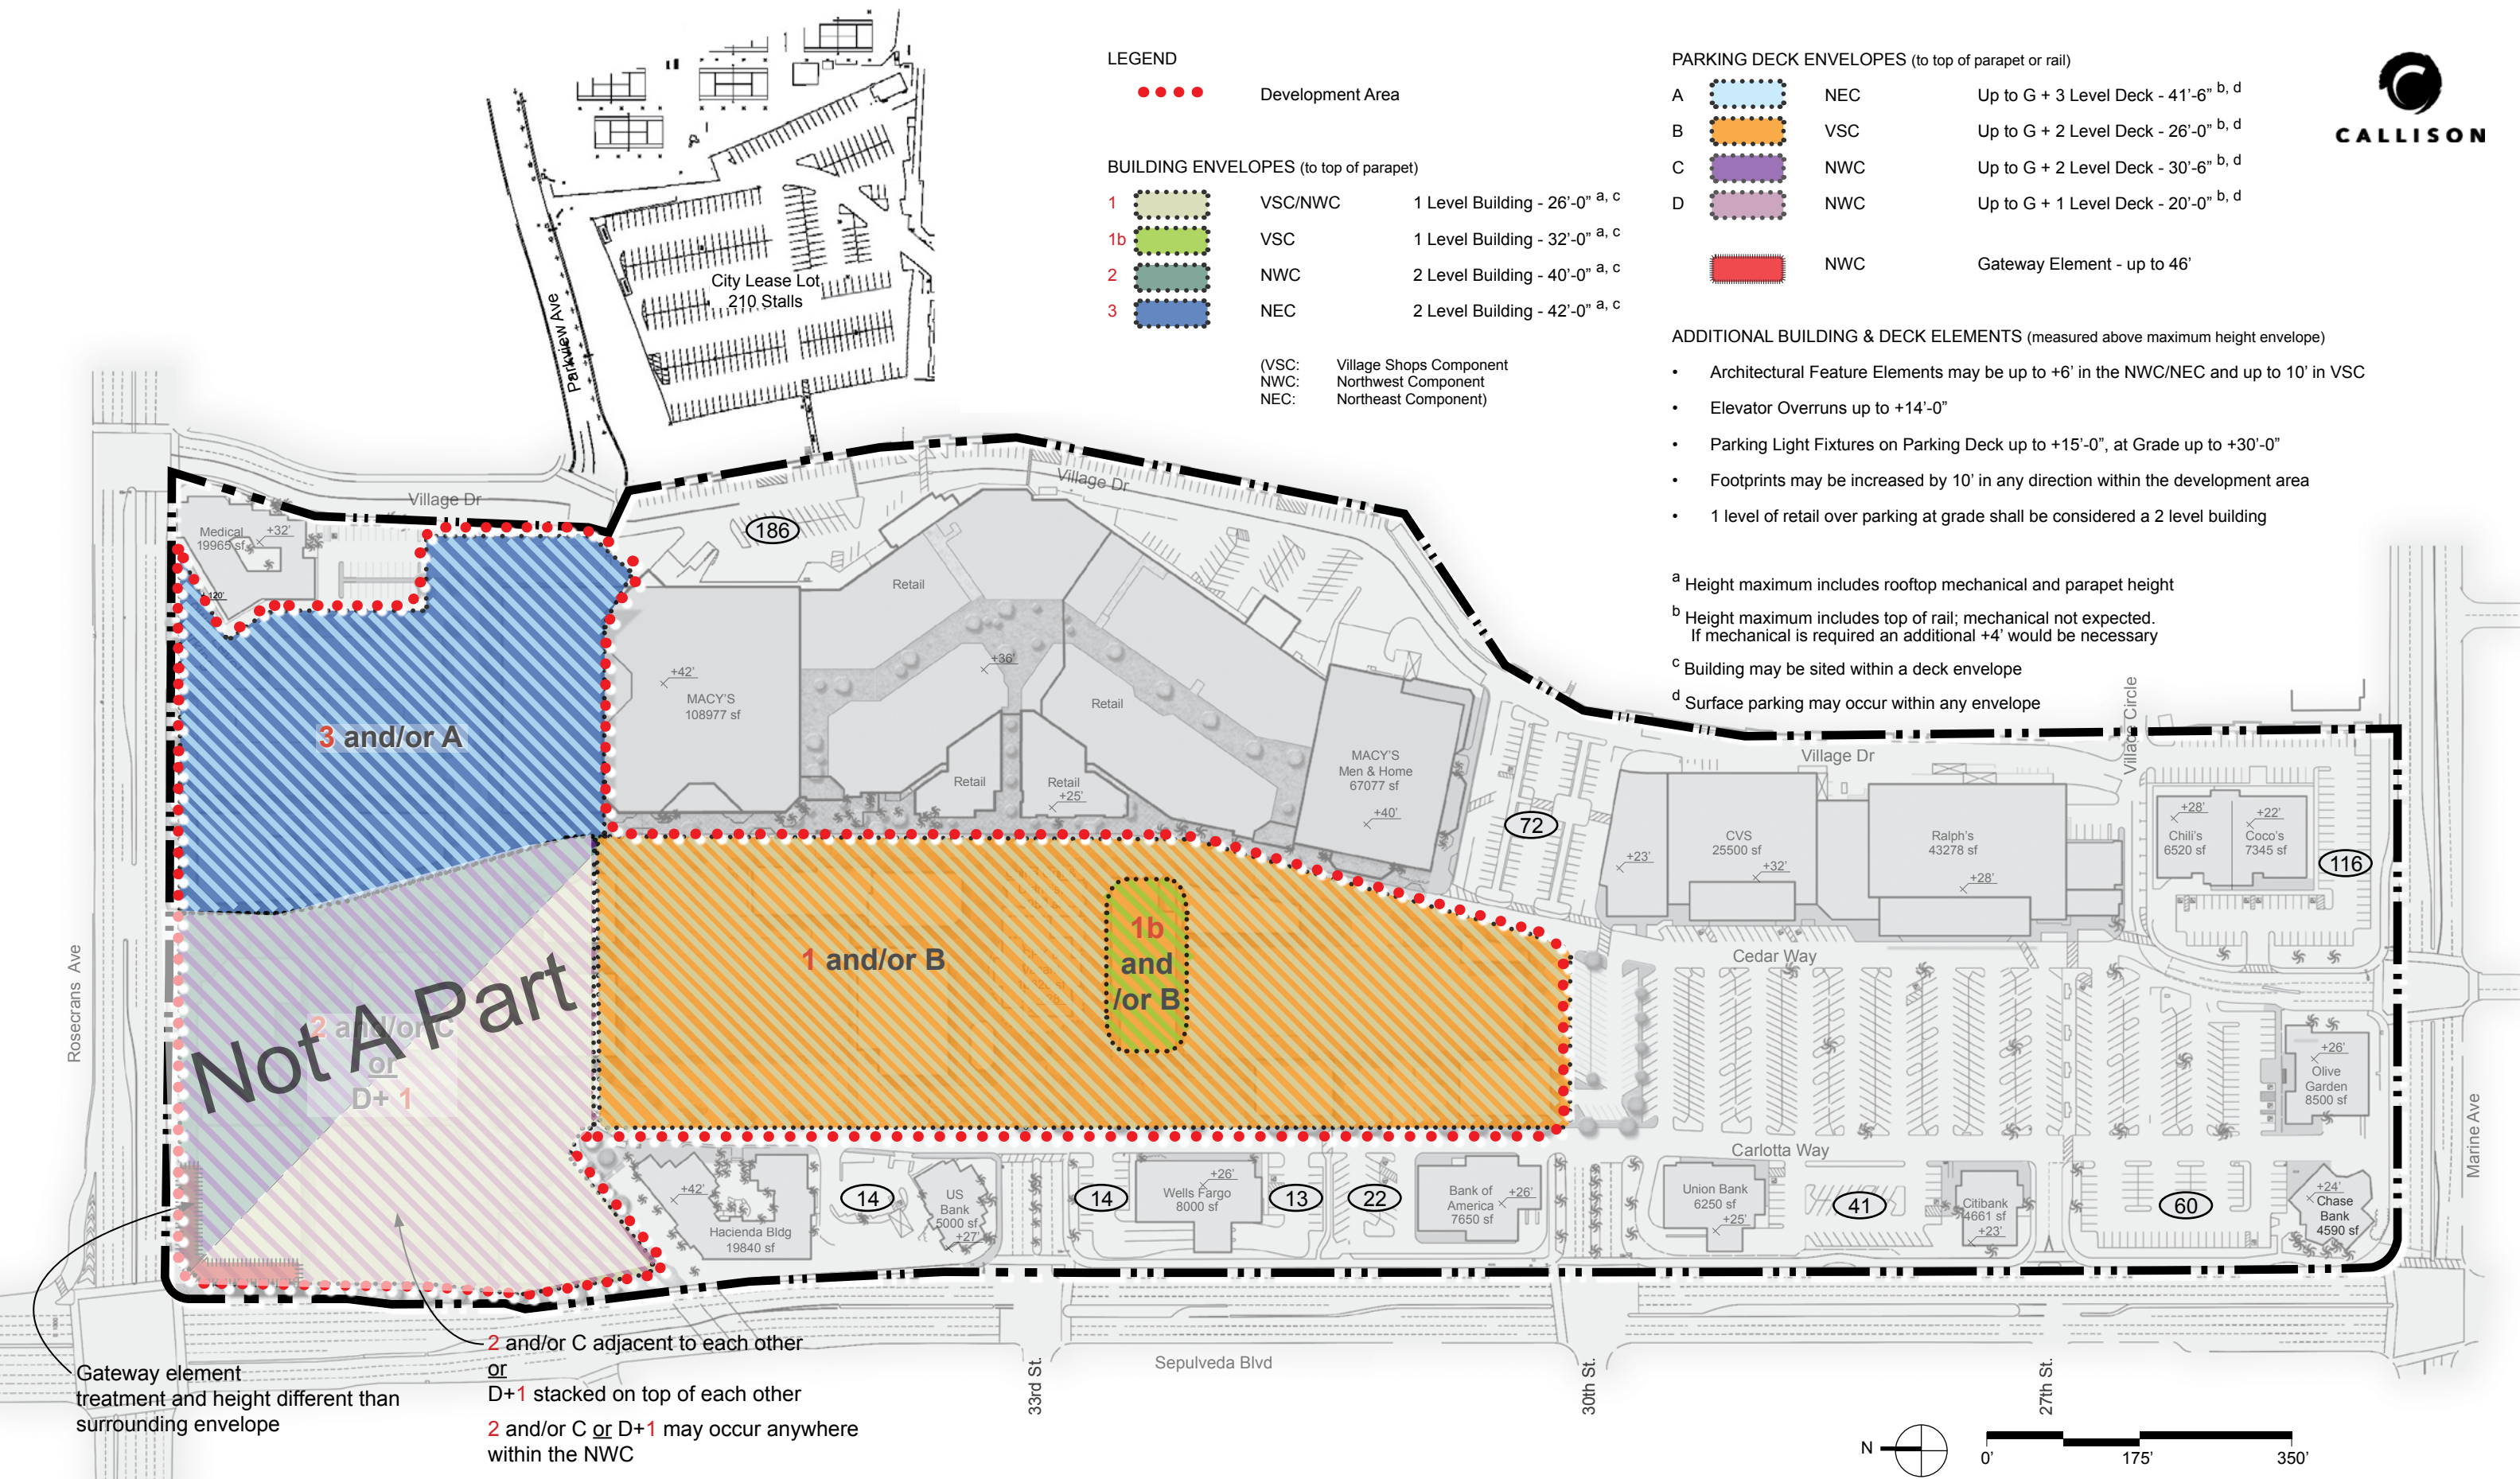 LEGEND
Development Area
BUILDING ENVELOPES (to top of parapet)
1 VSC/NWC 1 Level Building - 26'-0" a, c
1b VSC 1 Level Building - 32'-0" a, c
2 NWC 2 Level Building - 40'-0" a, c
3 NEC 2 Level Building - 42'-0" a, c
(VSC: Village Shops Component
NWC: Northwest Component
NEC: Northeast Component)
PARKING DECK ENVELOPES (to top of parapet or rail)
A NEC Up to G + 3 Level Deck - 41'-6" b, d
B VSC Up to G + 2 Level Deck - 26'-0" b, d
C NWC Up to G + 2 Level Deck - 30'-6" b, d
D NWC Up to G + 1 Level Deck - 20'-0" b, d
NWC Gateway Element - up to 46'
CALLISON
ADDITIONAL BUILDING & DECK ELEMENTS (measured above maximum height envelope)
• Architectural Feature Elements may be up to +6' in the NWC/NEC and up to 10' in VSC
• Elevator Overruns up to +14'-0"
• Parking Light Fixtures on Parking Deck up to +15'-0", at Grade up to +30'-0"
• Footprints may be increased by 10' in any direction within the development area
• 1 level of retail over parking at grade shall be considered a 2 level building
a Height maximum includes rooftop mechanical and parapet height
b Height maximum includes top of rail; mechanical not expected.
If mechanical is required an additional +4' would be necessary
c Building may be sited within a deck envelope
d Surface parking may occur within any envelope
City Lease Lot
210 Stalls
Parkview Ave
Village Dr
Village Dr
Village Dr
Village Circle
Medical
19965 sf
+32'
120'
186
Retail
+42'
MACY'S
108977 sf
+36'
Retail
Retail
Retail
+25'
MACY'S
Men & Home
67077 sf
+40'
72
+23'
CVS
25500 sf
+32'
Ralph's
43278 sf
+28'
+28'
Chili's
6520 sf
+22'
Coco's
7345 sf
116
3 and/or A
1 and/or B
1b
and
/or B
2 and/or C
or
D+ 1
Not A Part
Cedar Way
Carlotta Way
+26'
Olive
Garden
8500 sf
Rosecrans Ave
Marine Ave
+42'
Hacienda Bldg
19840 sf
14
US
Bank
5000 sf
+27'
14
+26'
Wells Fargo
8000 sf
13
22
Bank of
America
7650 sf
+26'
Union Bank
6250 sf
+25'
41
Citibank
4661 sf
+23'
60
+24'
Chase
Bank
4590 sf
Gateway element
treatment and height different than
surrounding envelope
2 and/or C adjacent to each other
or
D+1 stacked on top of each other
2 and/or C or D+1 may occur anywhere
within the NWC
33rd St.
Sepulveda Blvd
30th St.
27th St.
N
0' 175' 350'